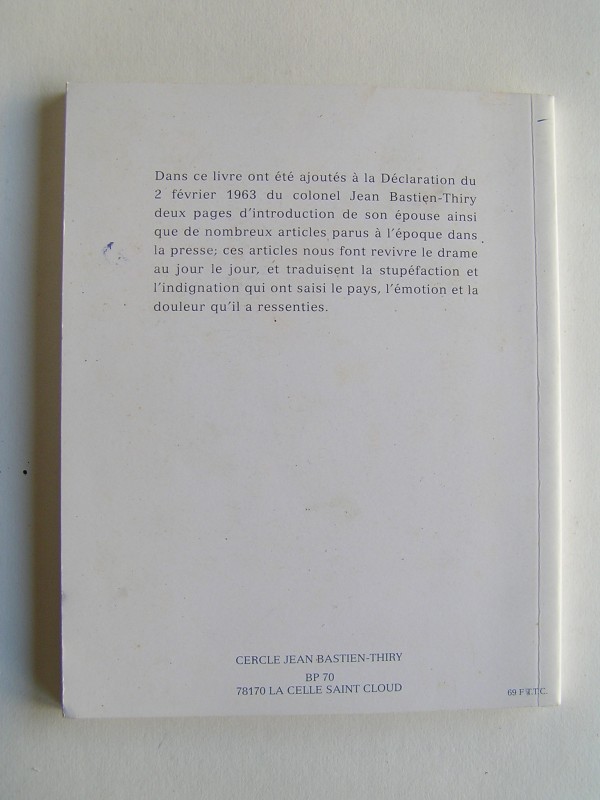 Dans ce livre ont été ajoutés à la Déclaration du
2 février 1963 du colonel Jean Bastien-Thiry
deux pages d'introduction de son épouse ainsi
que de nombreux articles parus à l'époque dans
la presse; ces articles nous font revivre le drame
au jour le jour, et traduisent la stupéfaction et
l'indignation qui ont saisi le pays, l'émotion et la
douleur qu'il a ressenties.
CERCLE JEAN BASTIEN-THIRY
BP 70
78170 LA CELLE SAINT CLOUD
69 F T.T.C.